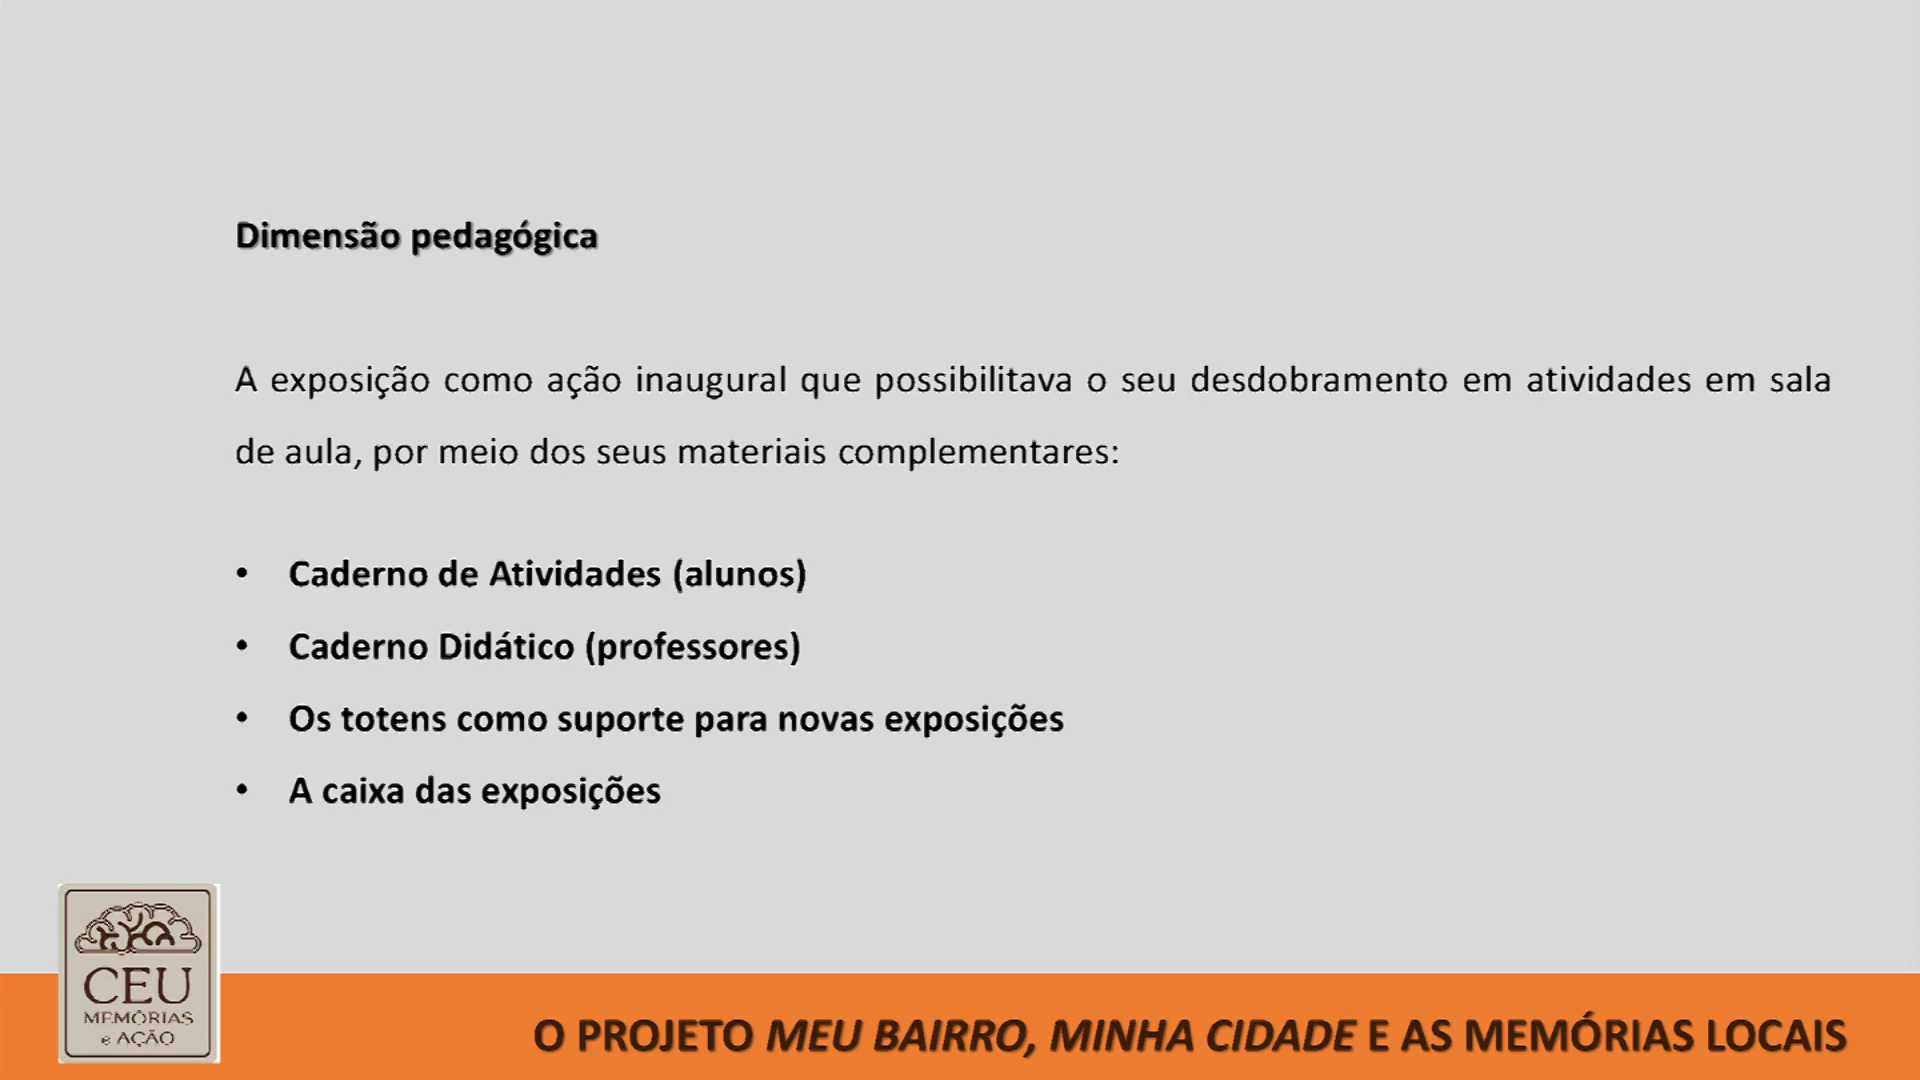 Dimensão pedagógica
A exposição como ação inaugural que possibilitava o seu desdobramento em atividades em sala
de aula, por meio dos seus materiais complementares:
• Caderno de Atividades (alunos)
• Caderno Didático (professores)
• Os totens como suporte para novas exposições
• A caixa das exposições
CEU
MEMÓRIAS
e AÇÃO
O PROJETO MEU BAIRRO, MINHA CIDADE E AS MEMÓRIAS LOCAIS